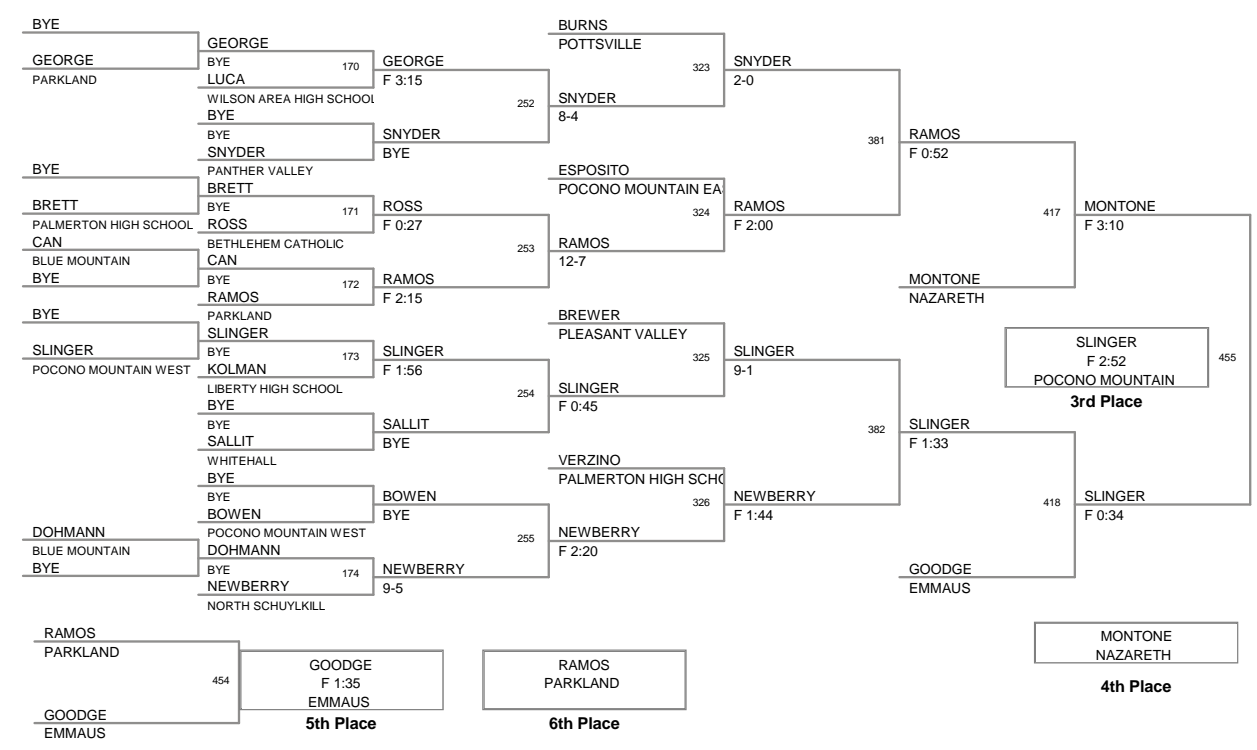 BYE
GEORGE
PARKLAND
GEORGE
BYE
170
LUCA
WILSON AREA HIGH SCHOOL
BYE
BYE
SNYDER
PANTHER VALLEY
BYE
BRETT
PALMERTON HIGH SCHOOL
BRETT
BYE
171
ROSS
BETHLEHEM CATHOLIC
CAN
BLUE MOUNTAIN
BYE
CAN
BYE
172
RAMOS
PARKLAND
BYE
SLINGER
POCONO MOUNTAIN WEST
SLINGER
BYE
173
KOLMAN
LIBERTY HIGH SCHOOL
BYE
BYE
SALLIT
WHITEHALL
BYE
BYE
BOWEN
POCONO MOUNTAIN WEST
DOHMANN
BLUE MOUNTAIN
BYE
DOHMANN
BYE
174
NEWBERRY
NORTH SCHUYLKILL
GEORGE
F 3:15
252
SNYDER
BYE
ROSS
F 0:27
253
RAMOS
F 2:15
SLINGER
F 1:56
254
SALLIT
BYE
BOWEN
BYE
255
NEWBERRY
9-5
BURNS
POTTSVILLE
323
SNYDER
8-4
ESPOSITO
POCONO MOUNTAIN EA
324
RAMOS
12-7
BREWER
PLEASANT VALLEY
325
SLINGER
F 0:45
VERZINO
PALMERTON HIGH SCHO
326
NEWBERRY
F 2:20
SNYDER
2-0
381
RAMOS
F 2:00
SLINGER
9-1
382
NEWBERRY
F 1:44
RAMOS
F 0:52
417
MONTONE
NAZARETH
SLINGER
F 1:33
418
GOODGE
EMMAUS
MONTONE
F 3:10
SLINGER
F 2:52
POCONO MOUNTAIN
455
3rd Place
SLINGER
F 0:34
RAMOS
PARKLAND
454
GOODGE
EMMAUS
GOODGE
F 1:35
EMMAUS
5th Place
RAMOS
PARKLAND
6th Place
MONTONE
NAZARETH
4th Place